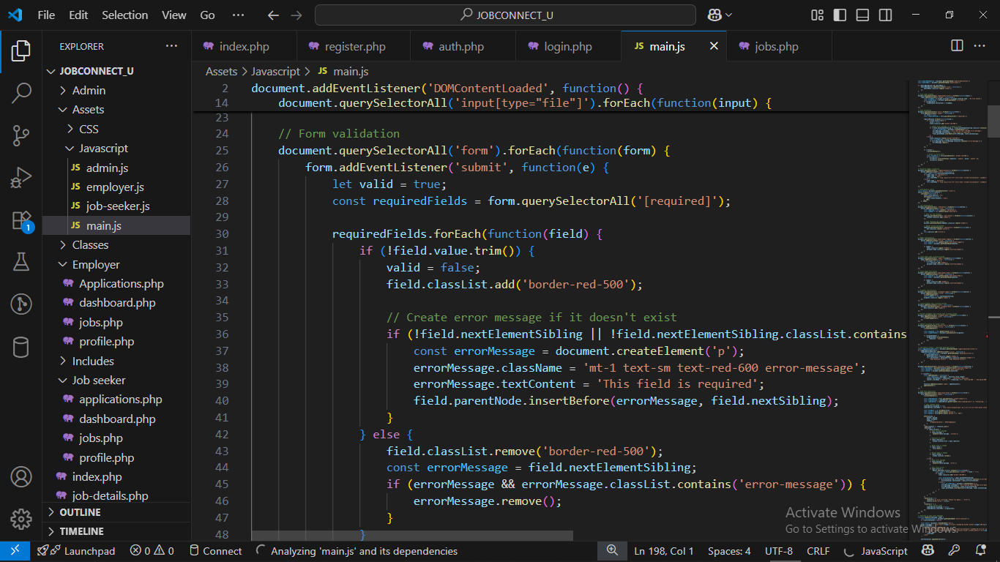 File Edit Selection View Go ··· JOBCONNECT_U
EXPLORER ···
JOBCONNECT_U
Admin
Assets
CSS
Javascript
JS admin.js
JS employer.js
JS job-seeker.js
JS main.js
Classes
Employer
Applications.php
dashboard.php
jobs.php
profile.php
Includes
Job seeker
applications.php
dashboard.php
jobs.php
profile.php
index.php
job-details.php
OUTLINE
TIMELINE
1
index.php register.php auth.php login.php JS main.js jobs.php ···
Assets > Javascript > JS main.js
2 document.addEventListener('DOMContentLoaded', function() {
14 document.querySelectorAll('input[type="file"]').forEach(function(input) {
23
24 // Form validation
25 document.querySelectorAll('form').forEach(function(form) {
26 form.addEventListener('submit', function(e) {
27 let valid = true;
28 const requiredFields = form.querySelectorAll('[required]');
29
30 requiredFields.forEach(function(field) {
31 if (!field.value.trim()) {
32 valid = false;
33 field.classList.add('border-red-500');
34
35 // Create error message if it doesn't exist
36 if (!field.nextElementSibling || !field.nextElementSibling.classList.contains
37 const errorMessage = document.createElement('p');
38 errorMessage.className = 'mt-1 text-sm text-red-600 error-message';
39 errorMessage.textContent = 'This field is required';
40 field.parentNode.insertBefore(errorMessage, field.nextSibling);
41 }
42 } else {
43 field.classList.remove('border-red-500');
44 const errorMessage = field.nextElementSibling;
45 if (errorMessage && errorMessage.classList.contains('error-message')) {
46 errorMessage.remove();
47 }
48 }
Activate Windows
Go to Settings to activate Windows.
Launchpad 0 0 Connect Analyzing 'main.js' and its dependencies Ln 198, Col 1 Spaces: 4 UTF-8 CRLF JavaScript